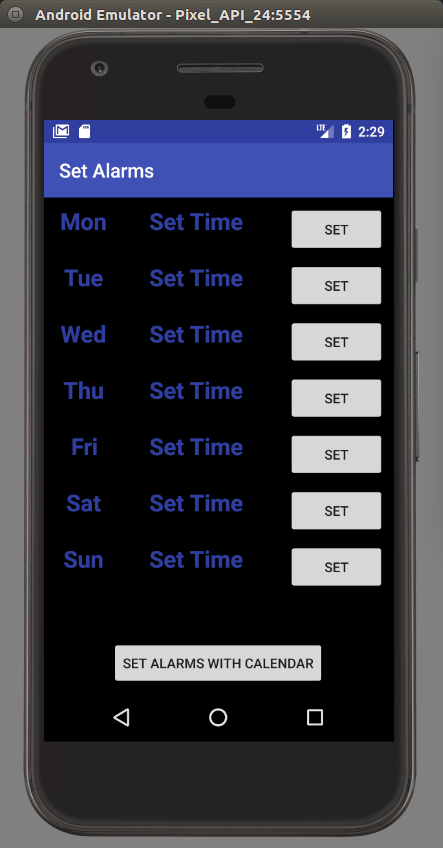 Android Emulator - Pixel_API_24:5554
LTE 2:29
Set Alarms
Mon Set Time SET
Tue Set Time SET
Wed Set Time SET
Thu Set Time SET
Fri Set Time SET
Sat Set Time SET
Sun Set Time SET
SET ALARMS WITH CALENDAR